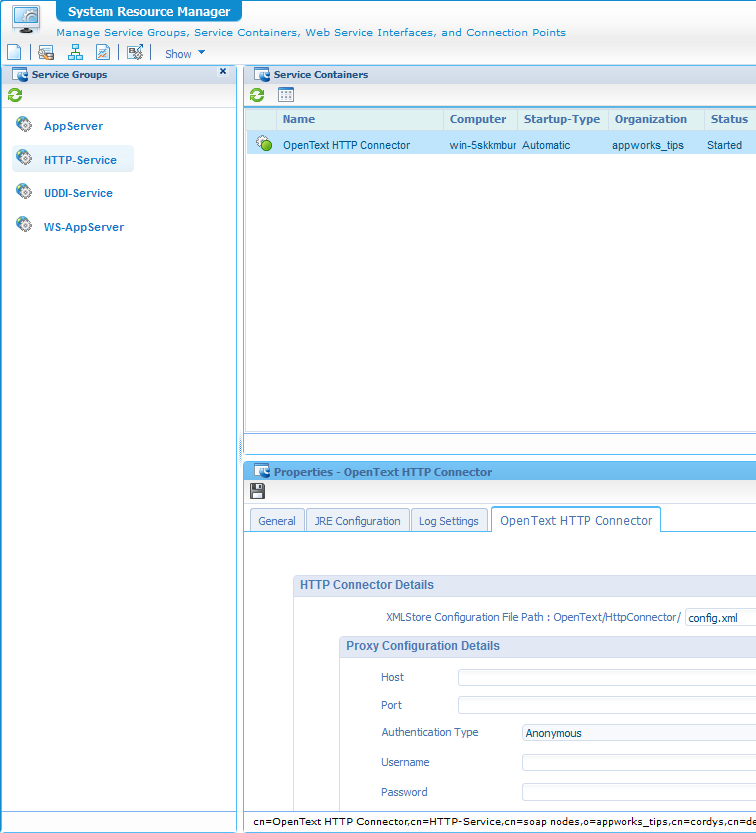 System Resource Manager
Manage Service Groups, Service Containers, Web Service Interfaces, and Connection Points
Show
Service Groups
AppServer
HTTP-Service
UDDI-Service
WS-AppServer
Service Containers
Name Computer Startup-Type Organization Status
OpenText HTTP Connector win-5skkmbur Automatic appworks_tips Started
Properties - OpenText HTTP Connector
General JRE Configuration Log Settings OpenText HTTP Connector
HTTP Connector Details
XMLStore Configuration File Path : OpenText/HttpConnector/ config.xml
Proxy Configuration Details
Host
Port
Authentication Type Anonymous
Username
Password
cn=OpenText HTTP Connector,cn=HTTP-Service,cn=soap nodes,o=appworks_tips,cn=cordys,cn=de